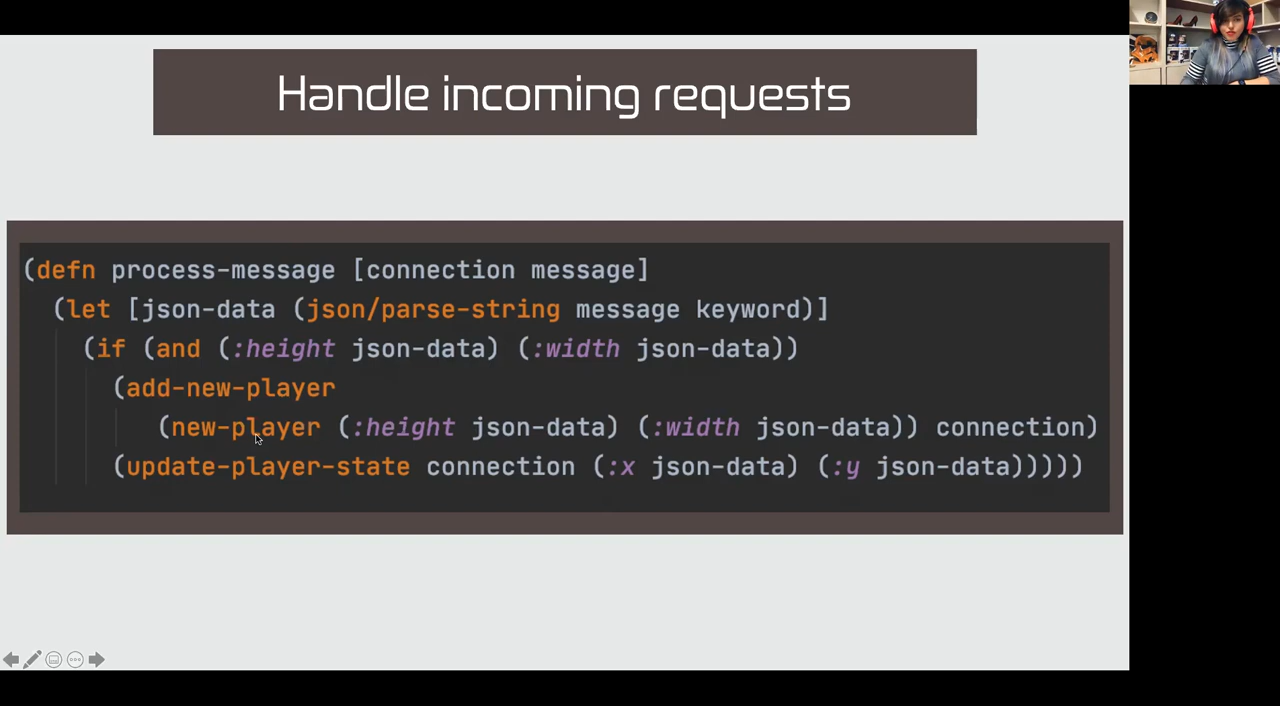 Handle incoming requests
(defn process-message [connection message]
(let [json-data (json/parse-string message keyword)]
(if (and (:height json-data) (:width json-data))
(add-new-player
(new-player (:height json-data) (:width json-data)) connection)
(update-player-state connection (:x json-data) (:y json-data)))))